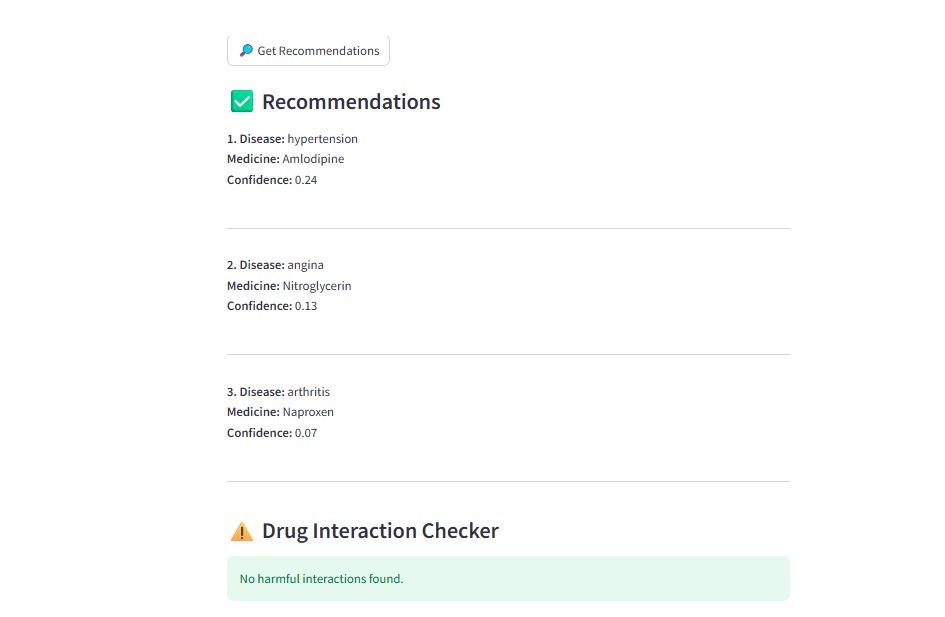 Get Recommendations
Recommendations
1. Disease: hypertension
Medicine: Amlodipine
Confidence: 0.24
2. Disease: angina
Medicine: Nitroglycerin
Confidence: 0.13
3. Disease: arthritis
Medicine: Naproxen
Confidence: 0.07
Drug Interaction Checker
No harmful interactions found.